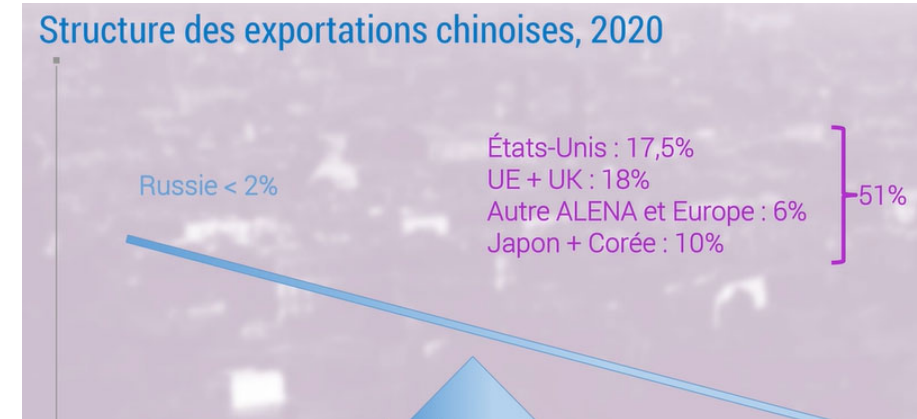 Structure des exportations chinoises, 2020
Russie < 2%
États-Unis : 17,5%
UE + UK : 18%
Autre ALENA et Europe : 6%
Japon + Corée : 10%
51%